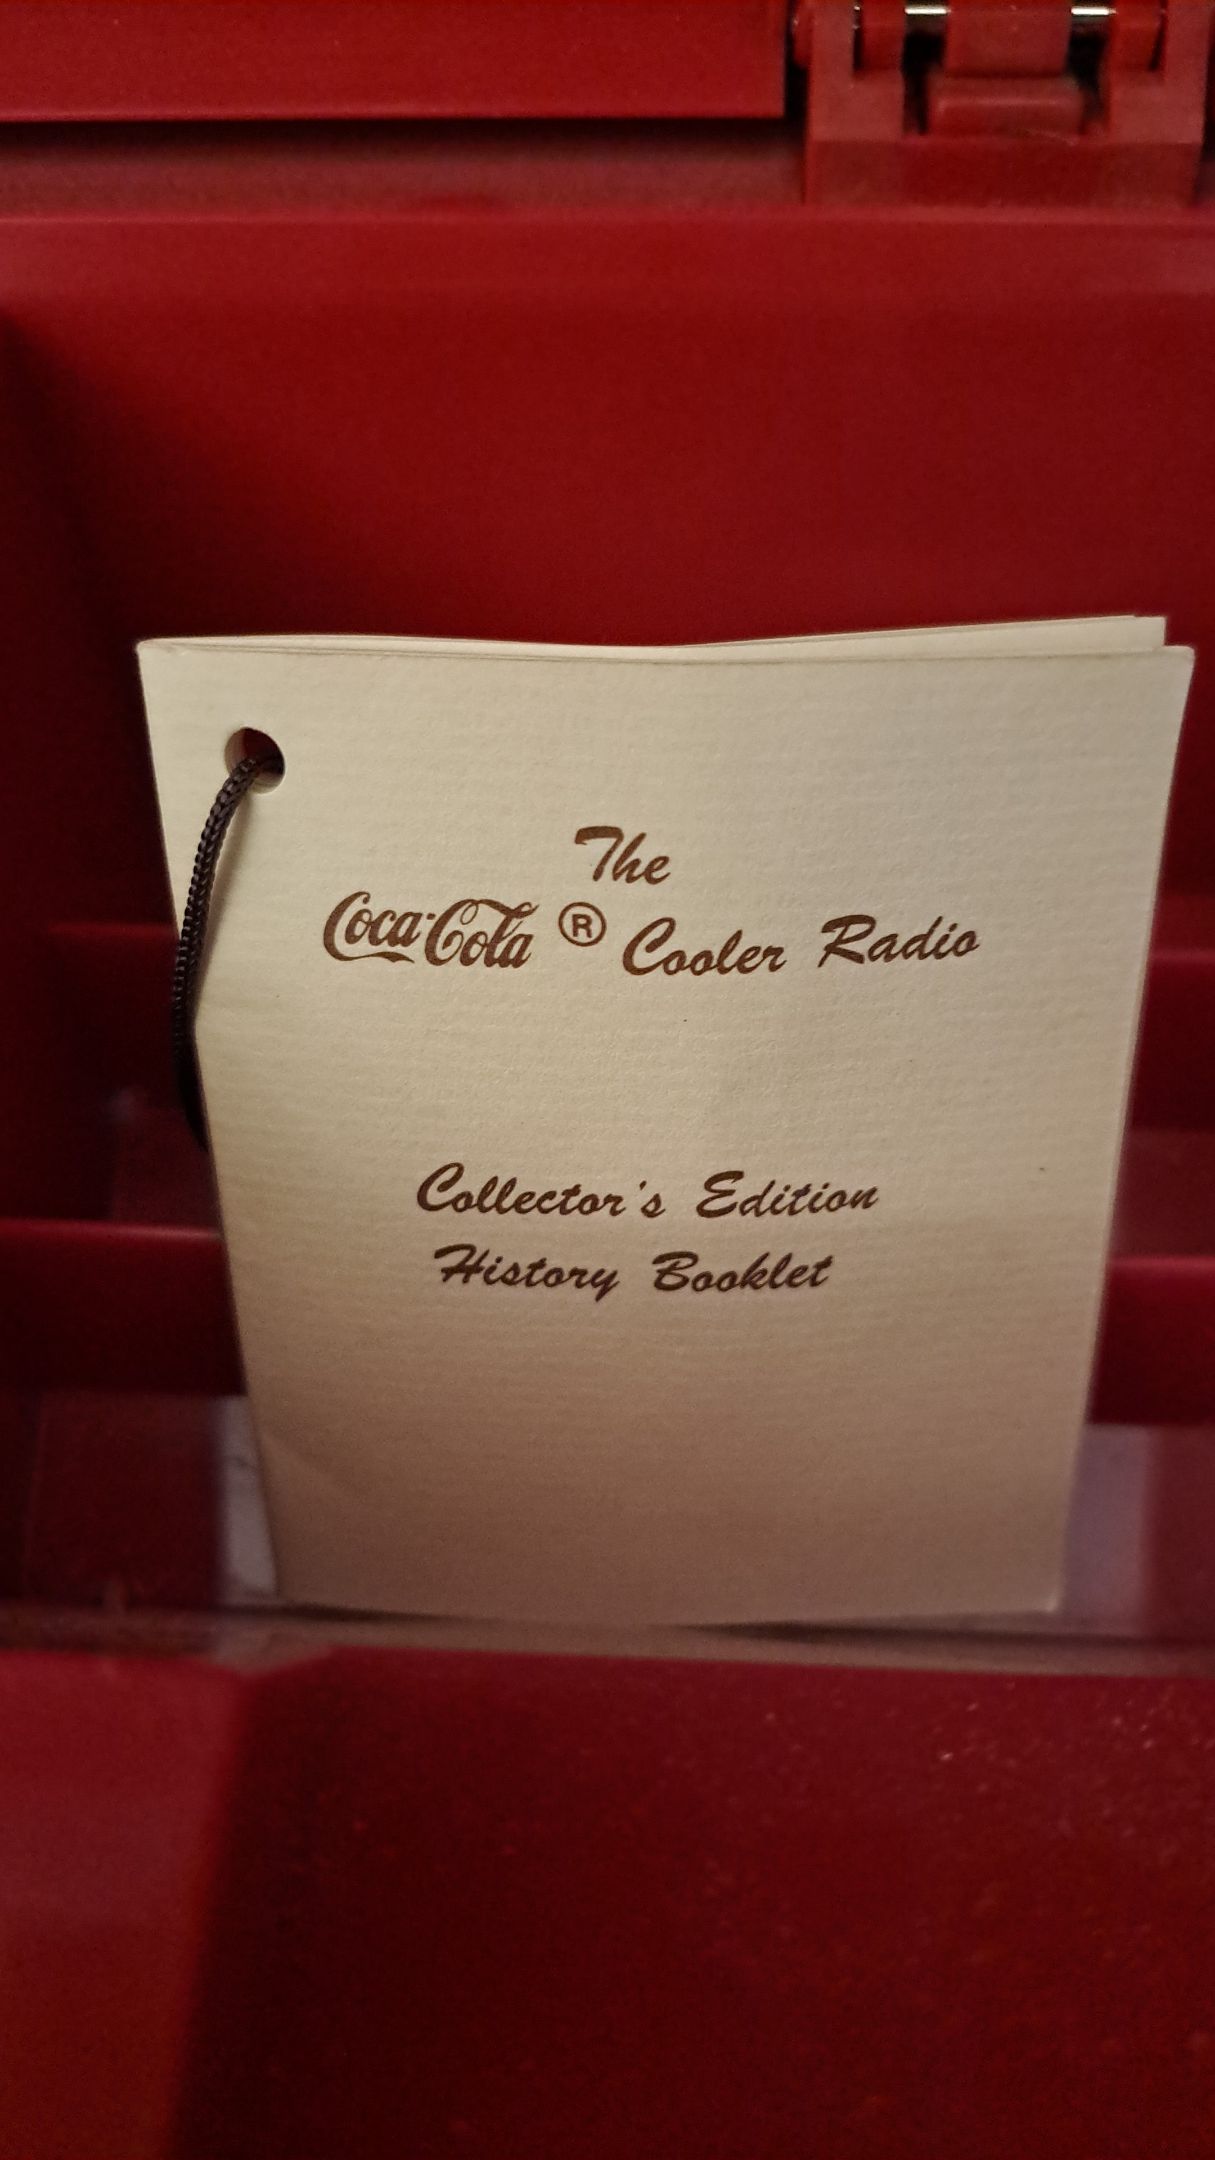 The
Coca-Cola ® Cooler Radio
Collector's Edition
History Booklet